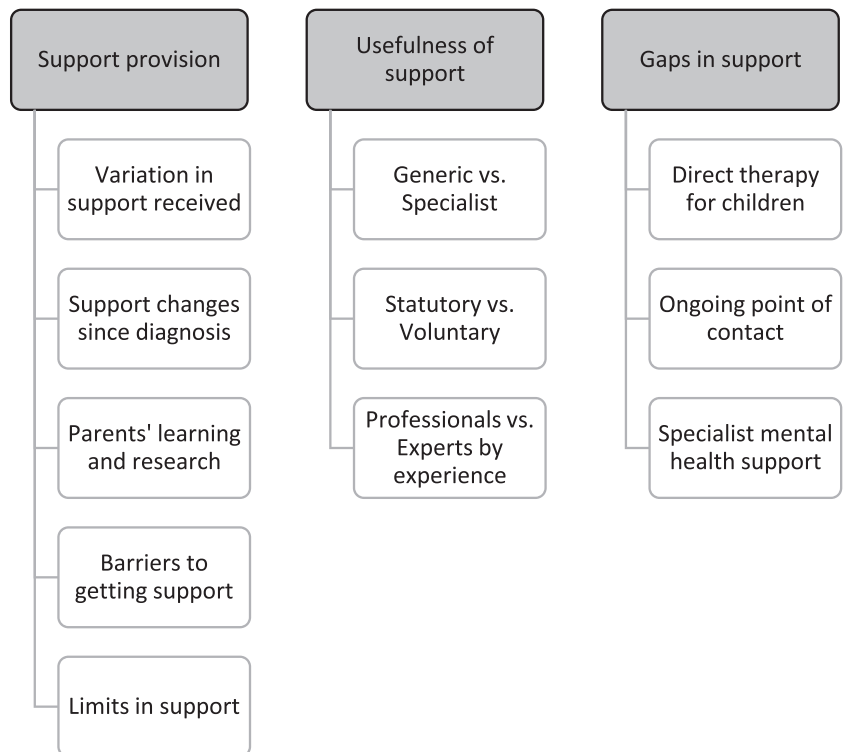 Support provision
Variation in
support received
Support changes
since diagnosis
Parents' learning
and research
Barriers to
getting support
Limits in support
Usefulness of
support
Generic vs.
Specialist
Statutory vs.
Voluntary
Professionals vs.
Experts by
experience
Gaps in support
Direct therapy
for children
Ongoing point of
contact
Specialist mental
health support